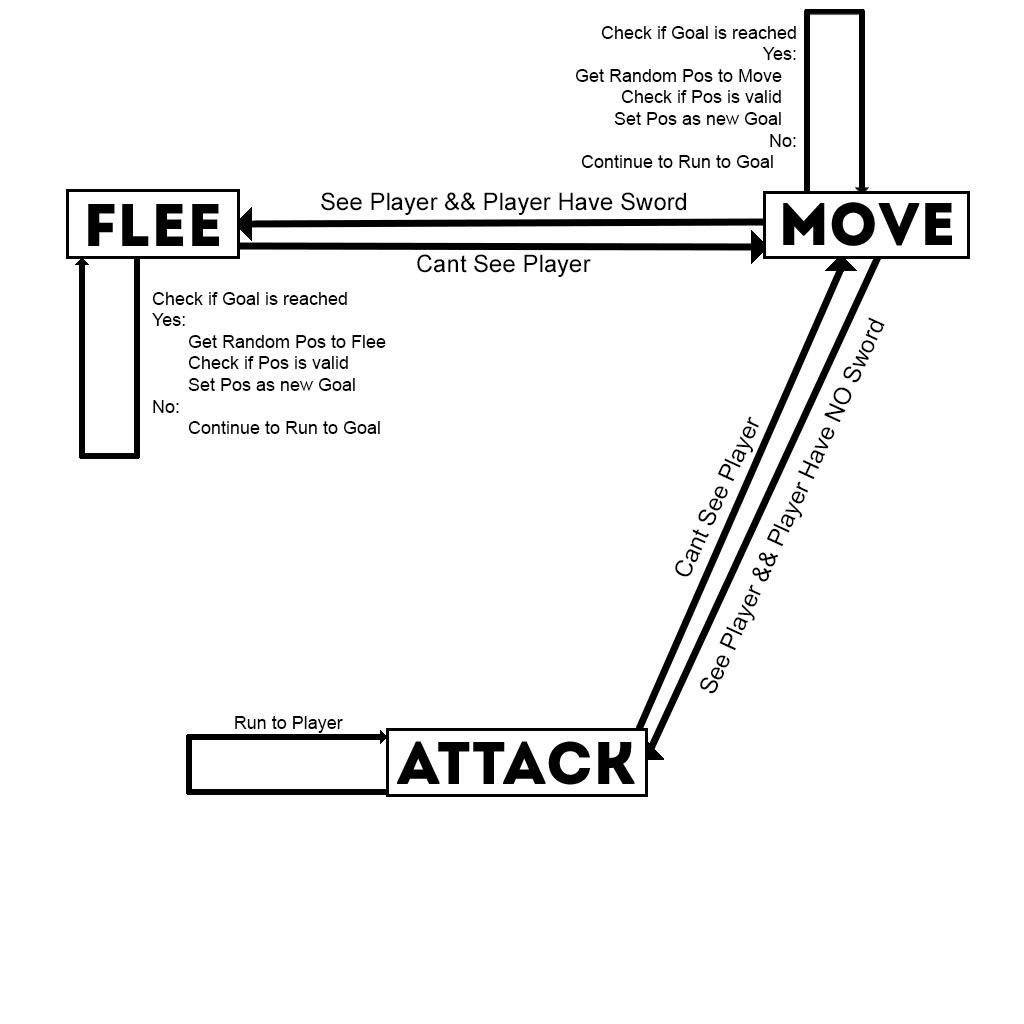 Check if Goal is reached
Yes:
Get Random Pos to Move
Check if Pos is valid
Set Pos as new Goal
No:
Continue to Run to Goal
FLEE
See Player && Player Have Sword
MOVE
Cant See Player
Check if Goal is reached
Yes:
Get Random Pos to Flee
Check if Pos is valid
Set Pos as new Goal
No:
Continue to Run to Goal
Cant See Player
See Player && Player Have NO Sword
Run to Player
ATTACK